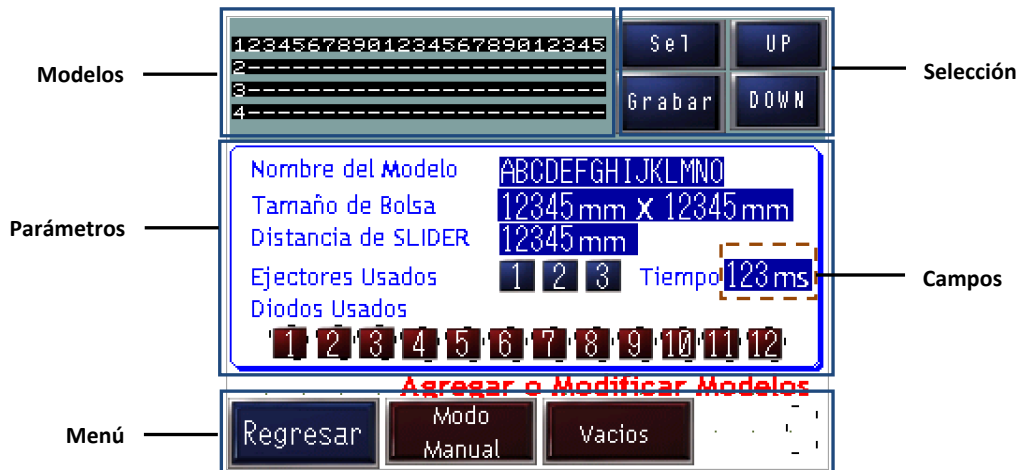 Modelos
123456789012345678901 2345
2------------------------
3------------------------
4------------------------
Sel
UP
Grabar
DOWN
Selección
Parámetros
Nombre del Modelo ABCDEFGHIJKLMNO
Tamaño de Bolsa 12345mm X 12345mm
Distancia de SLIDER 12345mm
Ejectores Usados 1 2 3 Tiempo 123ms
Campos
Diodos Usados
1 2 3 4 5 6 7 8 9 10 11 12
Agregar o Modificar Modelos
Menú
Regresar
Modo
Manual
Vacios